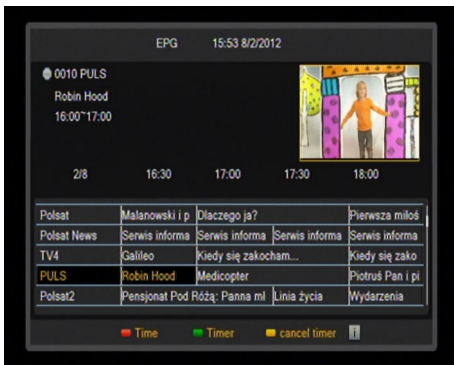 EPG 15:53 8/2/2012
0010 PULS
Robin Hood
16:00~17:00
2/8 16:30 17:00 17:30 18:00
Polsat Malanowski i p Dlaczego ja? Pierwsza miłoś
Polsat News Serwis informa Serwis informa Serwis informa Serwis informa
TV4 Galileo Kiedy się zakocham... Kiedy się zako
PULS Robin Hood Medicopter Piotruś Pan i pi
Polsat2 Pensjonat Pod Różą: Panna mł Linia życia Wydarzenia
Time Timer cancel timer i